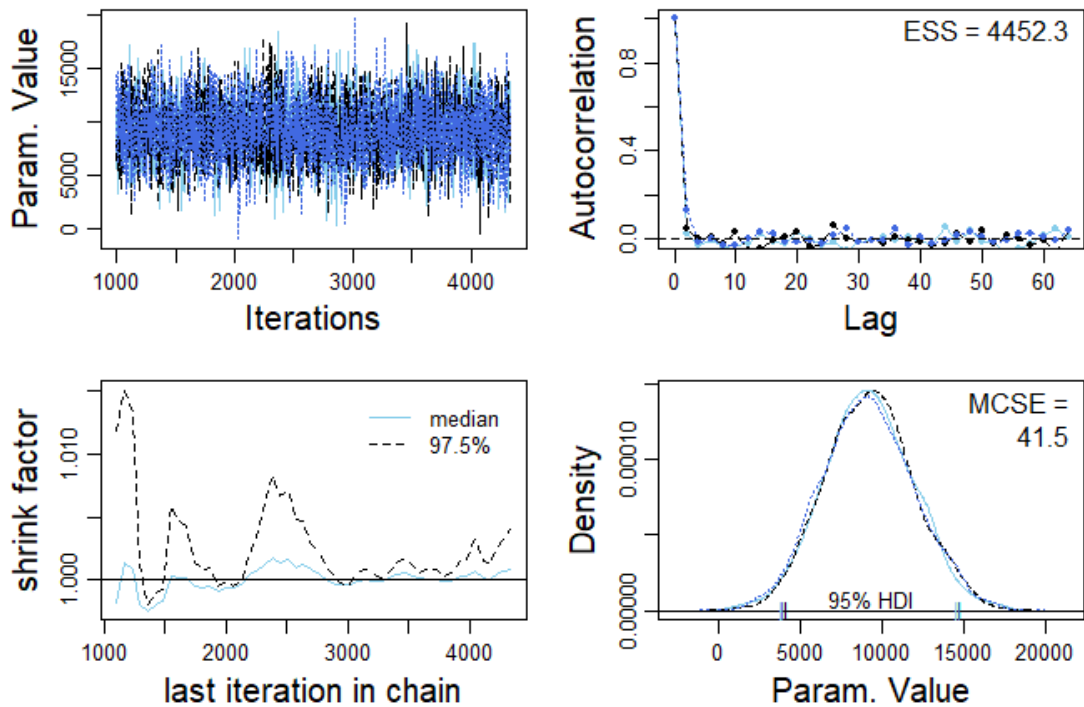 Param. Value
0 5000 15000
1000 2000 3000 4000
Iterations
Autocorrelation
0.0 0.4 0.8
ESS = 4452.3
0 10 20 30 40 50 60
Lag
shrink factor
1.000 1.010
median
97.5%
1000 2000 3000 4000
last iteration in chain
Density
0.00000 0.00010
MCSE =
41.5
95% HDI
0 5000 10000 15000 20000
Param. Value